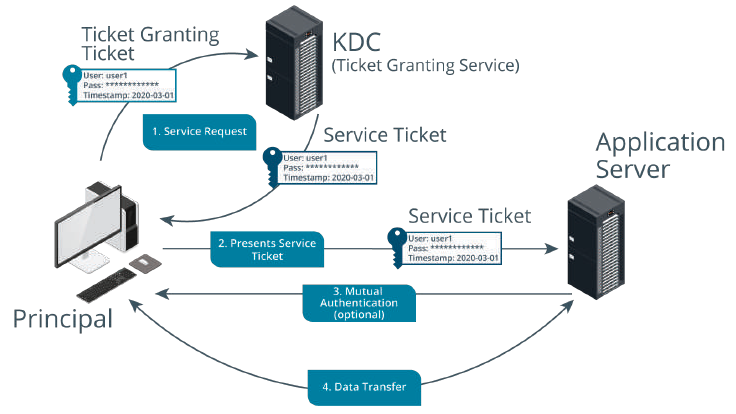 Ticket Granting
Ticket
User: user1
Pass: ************
Timestamp: 2020-03-01
KDC
(Ticket Granting Service)
1. Service Request
Service Ticket
User: user1
Pass: ************
Timestamp: 2020-03-01
Application
Server
Service Ticket
User: user1
Pass: ************
Timestamp: 2020-03-01
2. Presents Service
Ticket
3. Mutual
Authentication
(optional)
Principal
4. Data Transfer